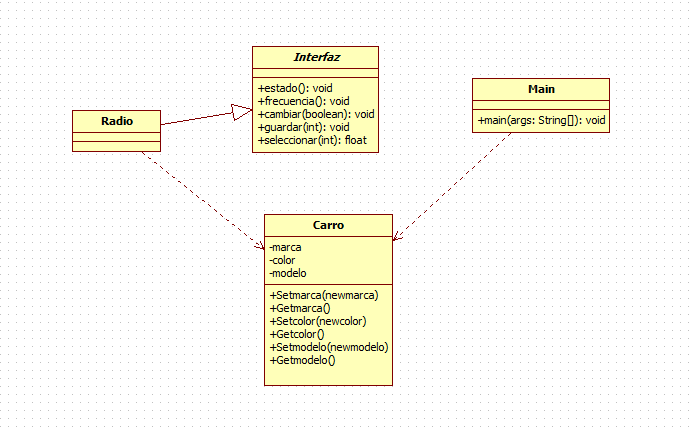 Interfaz
+estado(): void
+frecuencia(): void
+cambiar(boolean): void
+guardar(int): void
+seleccionar(int): float
Main
+main(args: String[]): void
Radio
Carro
-marca
-color
-modelo
+Setmarca(newmarca)
+Getmarca()
+Setcolor(newcolor)
+Getcolor()
+Setmodelo(newmodelo)
+Getmodelo()